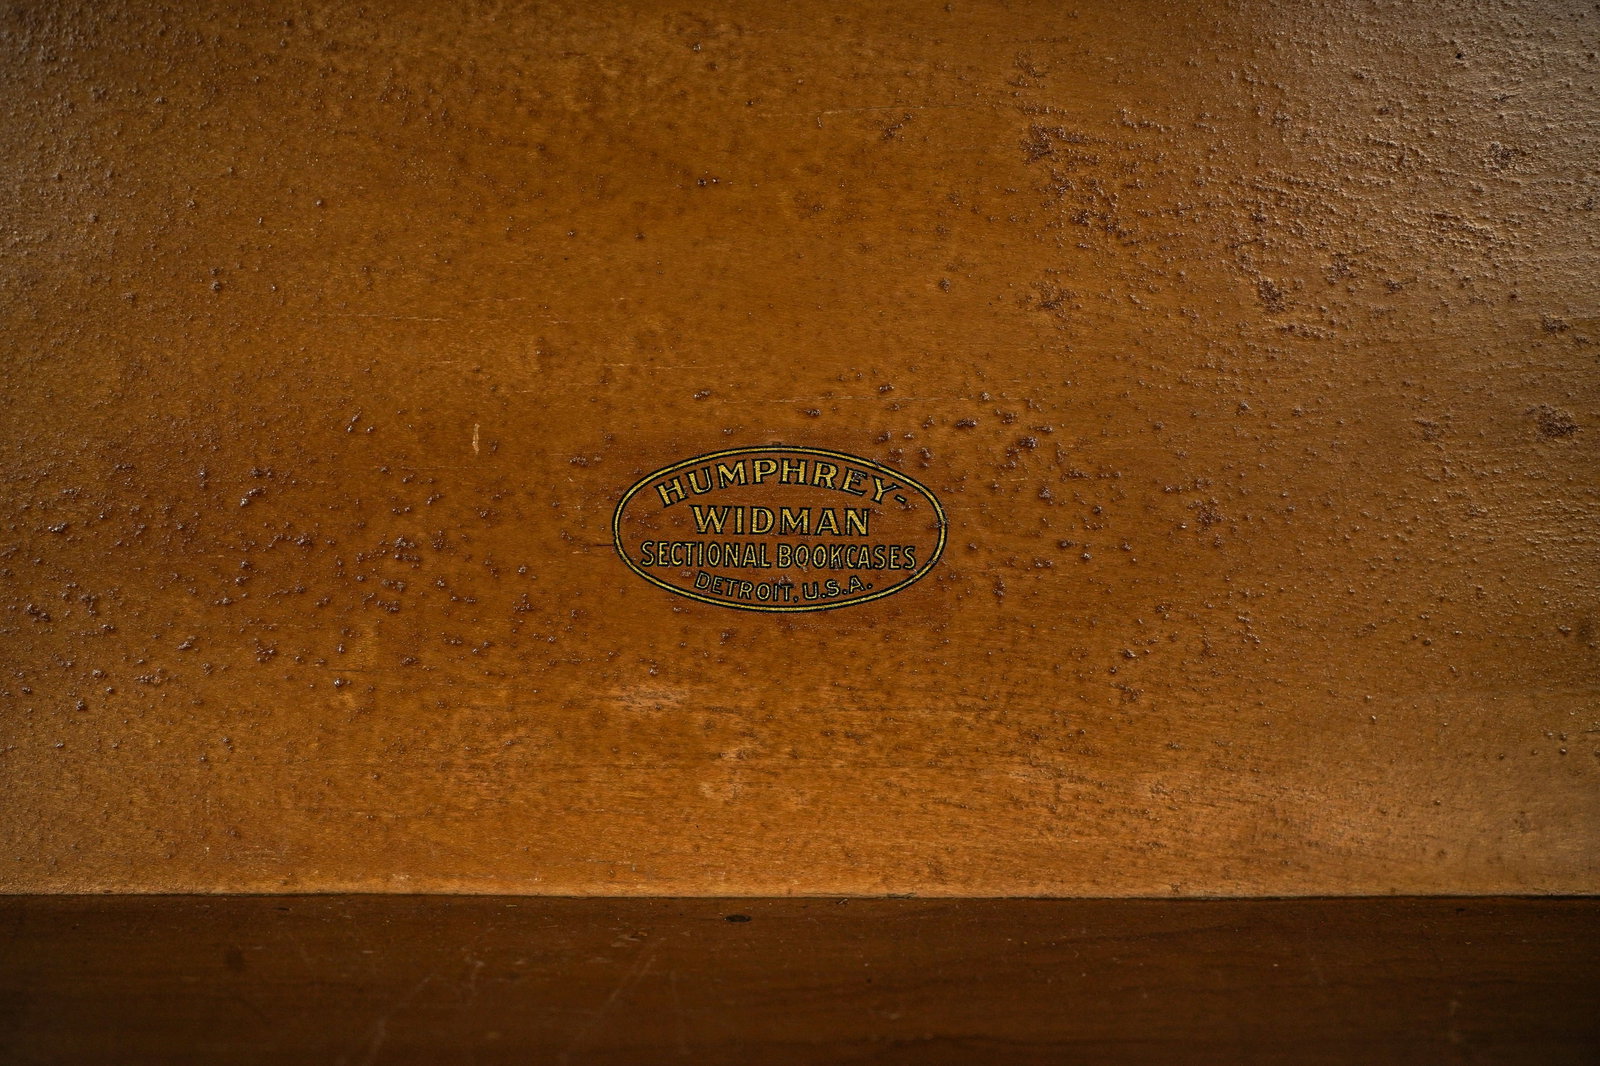 HUMPHREY-
WIDMAN
SECTIONAL BOOKCASES
DETROIT, U.S.A.